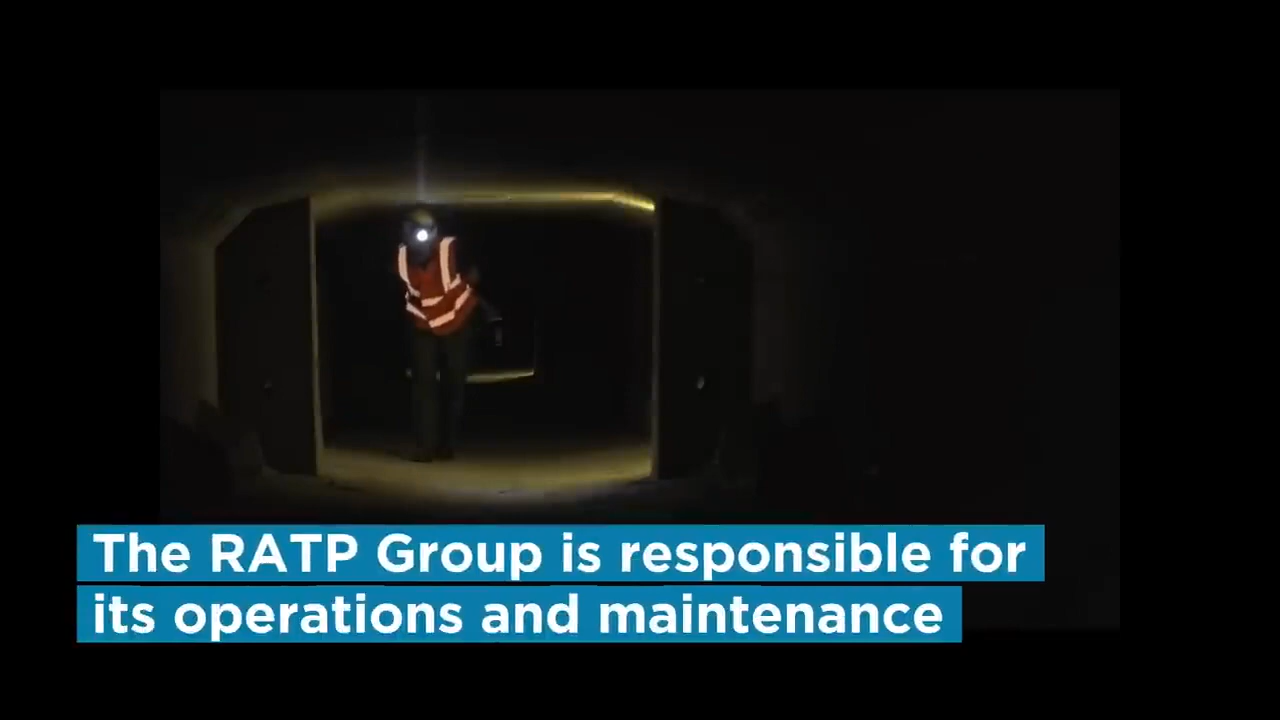 The RATP Group is responsible for
its operations and maintenance